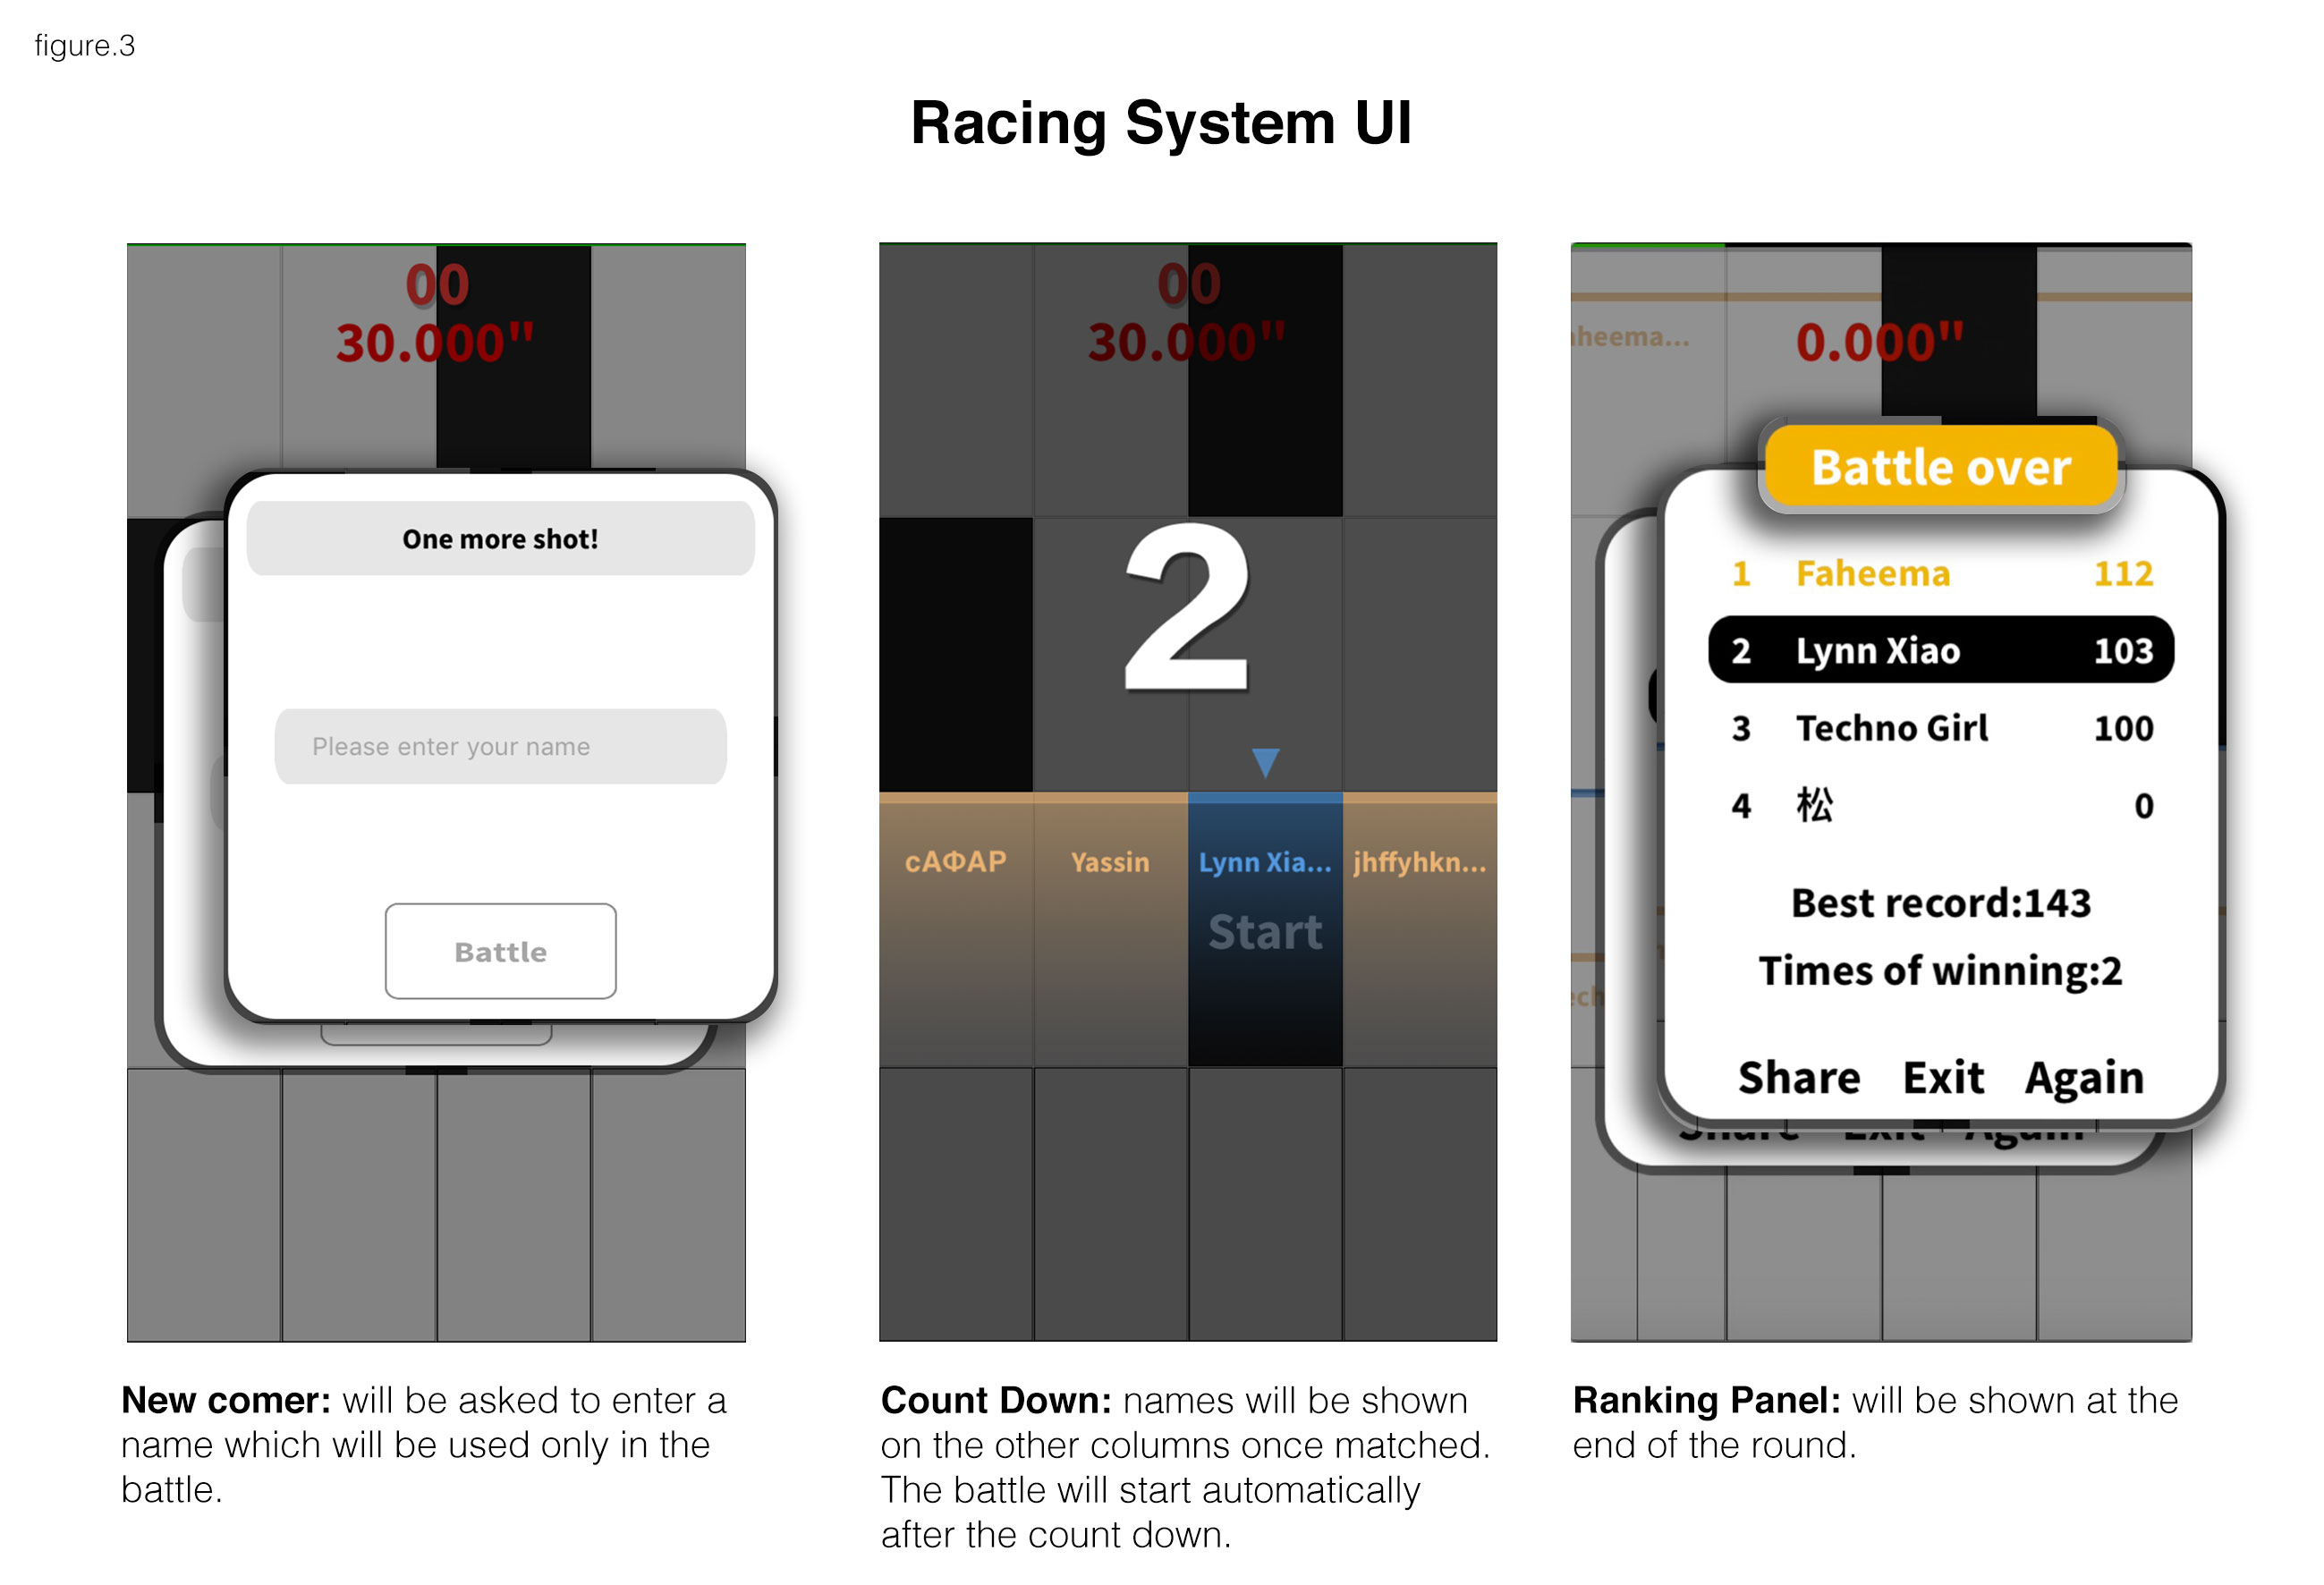 figure.3
Racing System UI
00
30.000"
One more shot!
Please enter your name
Battle
New comer: will be asked to enter a
name which will be used only in the
battle.
00
30.000"
2
сАФАР
Yassin
Lynn Xia...
jhffyhkn...
Start
Count Down: names will be shown
on the other columns once matched.
The battle will start automatically
after the count down.
aheema...
0.000"
Battle over
1 Faheema 112
2 Lynn Xiao 103
3 Techno Girl 100
4 松 0
Best record:143
Times of winning:2
Share Exit Again
Share Exit Again
Ranking Panel: will be shown at the
end of the round.